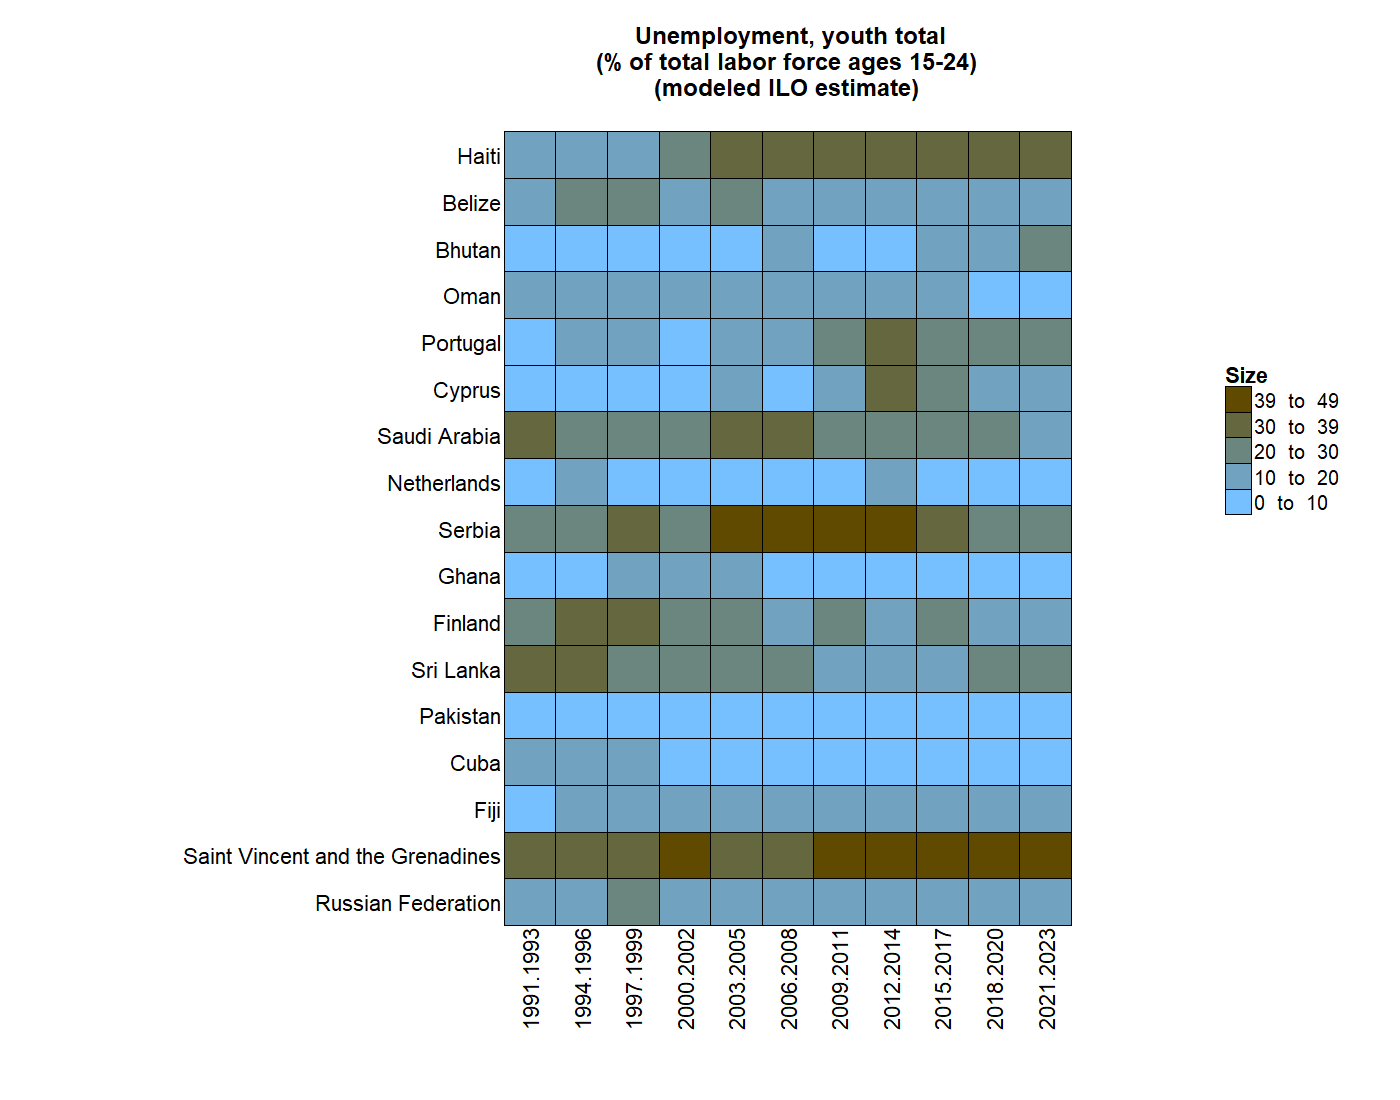 Unemployment, youth total
(% of total labor force ages 15-24)
(modeled ILO estimate)
Haiti
Belize
Bhutan
Oman
Portugal
Cyprus
Saudi Arabia
Netherlands
Serbia
Ghana
Finland
Sri Lanka
Pakistan
Cuba
Fiji
Saint Vincent and the Grenadines
Russian Federation
1991.1993
1994.1996
1997.1999
2000.2002
2003.2005
2006.2008
2009.2011
2012.2014
2015.2017
2018.2020
2021.2023
Size
39 to 49
30 to 39
20 to 30
10 to 20
0 to 10